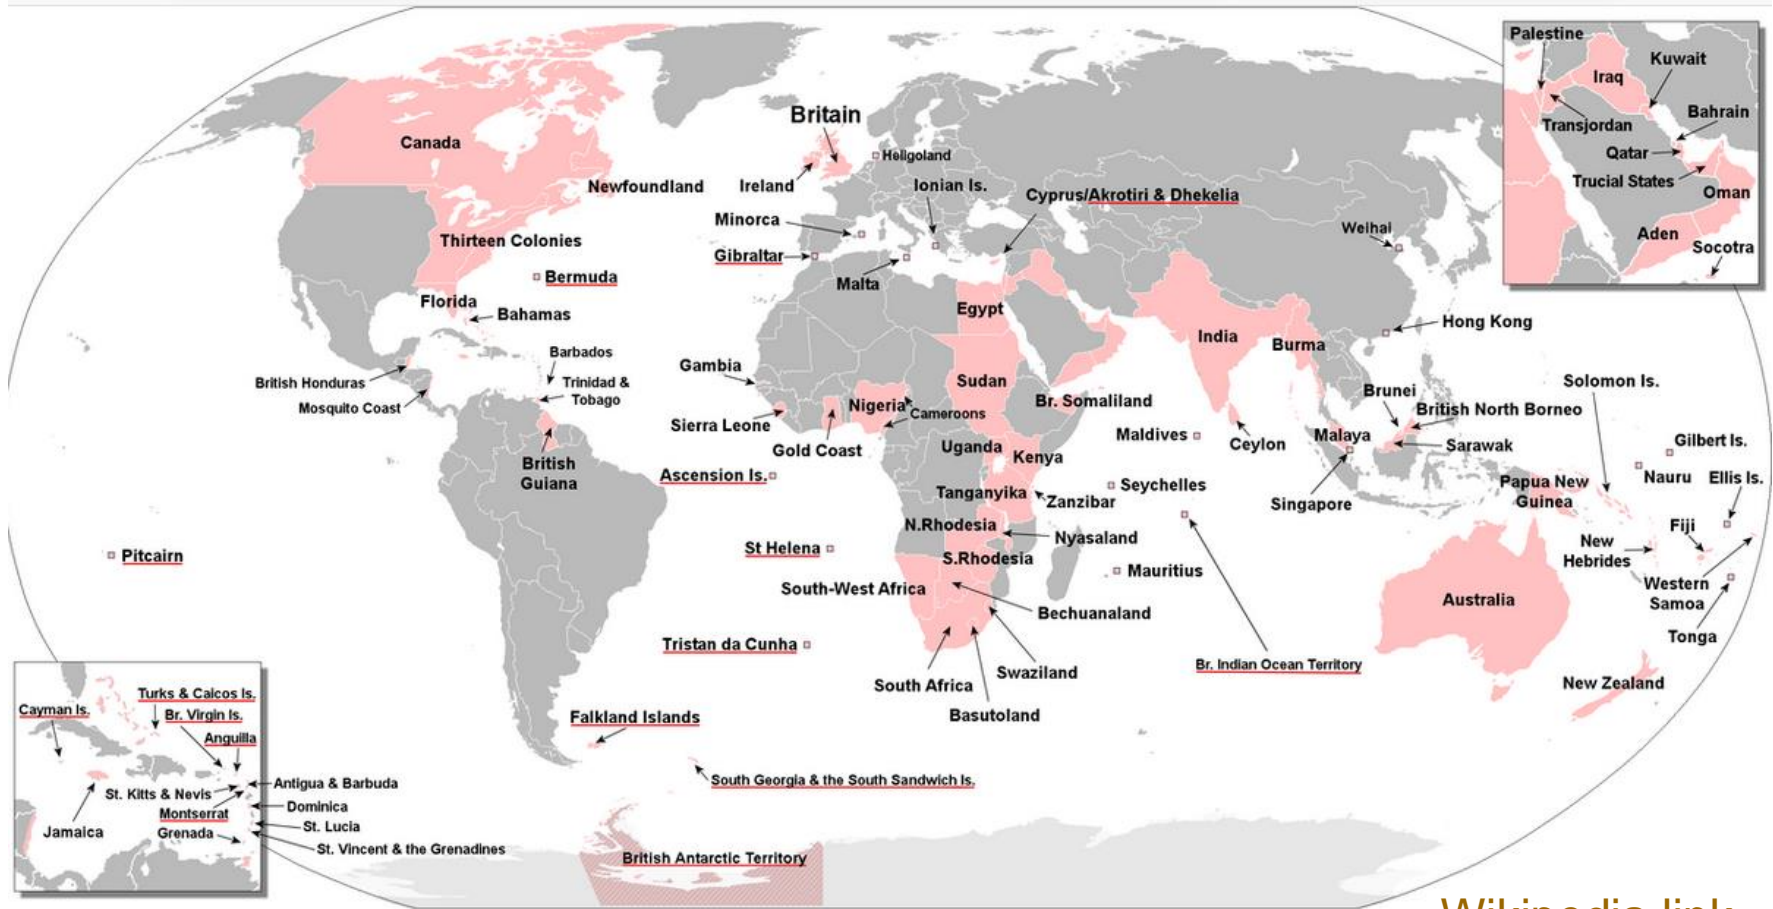 Palestine
Kuwait
Iraq
Bahrain
Transjordan
Qatar
Trucial States
Oman
Aden
Socotra
Britain
Canada
Heligoland
Newfoundland
Ireland
Ionian Is.
Cyprus/Akrotiri & Dhekelia
Minorca
Weihai
Thirteen Colonies
Gibraltar
Bermuda
Malta
Florida
Bahamas
Egypt
Hong Kong
India
Burma
Barbados
Gambia
British Honduras
Trinidad &
Tobago
Mosquito Coast
Sudan
Solomon Is.
Brunei
Nigeria
Cameroons
Br. Somaliland
British North Borneo
Sierra Leone
Gold Coast
Maldives
Ceylon
Malaya
Sarawak
Gilbert Is.
Uganda
Kenya
British
Guiana
Ascension Is.
Seychelles
Nauru
Ellis Is.
Tanganyika
Zanzibar
Singapore
Papua New
Guinea
N.Rhodesia
Nyasaland
Fiji
New
Hebrides
Pitcairn
St Helena
S.Rhodesia
Mauritius
South-West Africa
Western
Samoa
Bechuanaland
Australia
Tonga
Tristan da Cunha
Swaziland
Br. Indian Ocean Territory
South Africa
New Zealand
Basutoland
Falkland Islands
South Georgia & the South Sandwich Is.
Turks & Caicos Is.
Cayman Is.
Br. Virgin Is.
Anguilla
Antigua & Barbuda
St. Kitts & Nevis
Dominica
Montserrat
St. Lucia
Jamaica
Grenada
St. Vincent & the Grenadines
British Antarctic Territory
Wikipedia link